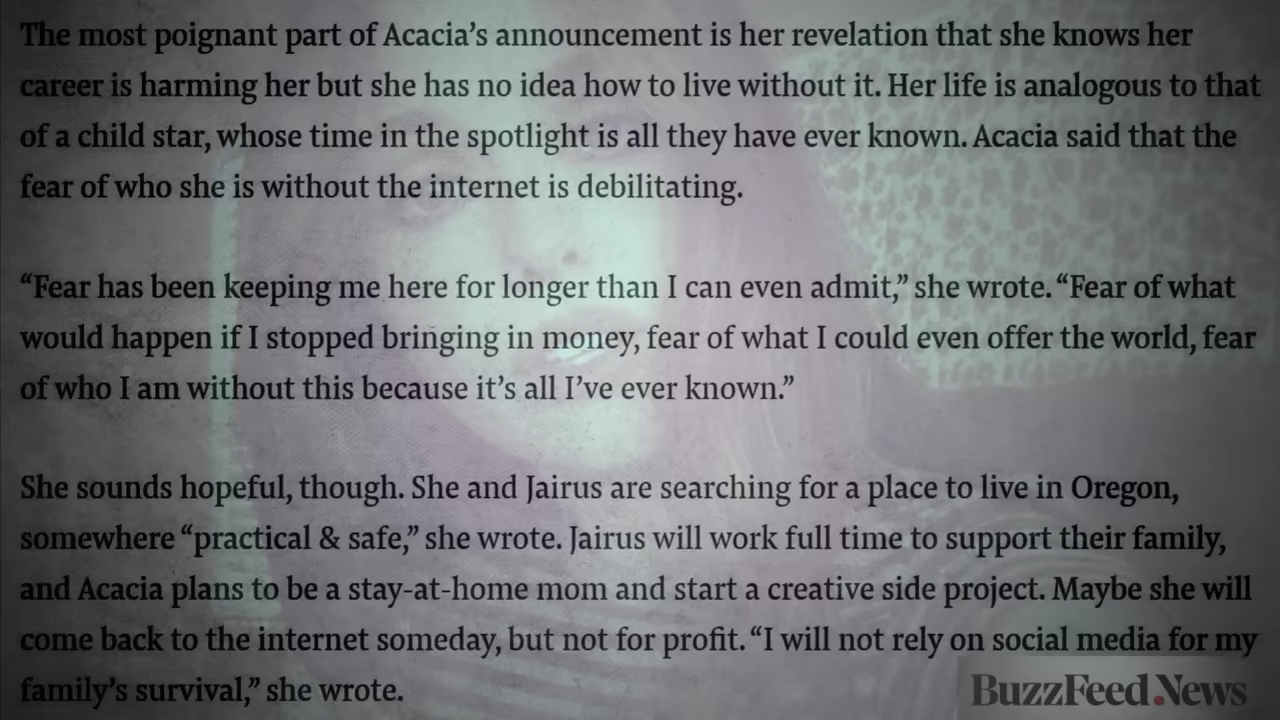 The most poignant part of Acacia’s announcement is her revelation that she knows her
career is harming her but she has no idea how to live without it. Her life is analogous to that
of a child star, whose time in the spotlight is all they have ever known. Acacia said that the
fear of who she is without the internet is debilitating.
“Fear has been keeping me here for longer than I can even admit,” she wrote. “Fear of what
would happen if I stopped bringing in money, fear of what I could even offer the world, fear
of who I am without this because it’s all I’ve ever known.”
She sounds hopeful, though. She and Jairus are searching for a place to live in Oregon,
somewhere “practical & safe,” she wrote. Jairus will work full time to support their family,
and Acacia plans to be a stay-at-home mom and start a creative side project. Maybe she will
come back to the internet someday, but not for profit. “I will not rely on social media for my
family’s survival,” she wrote.
BuzzFeed.News